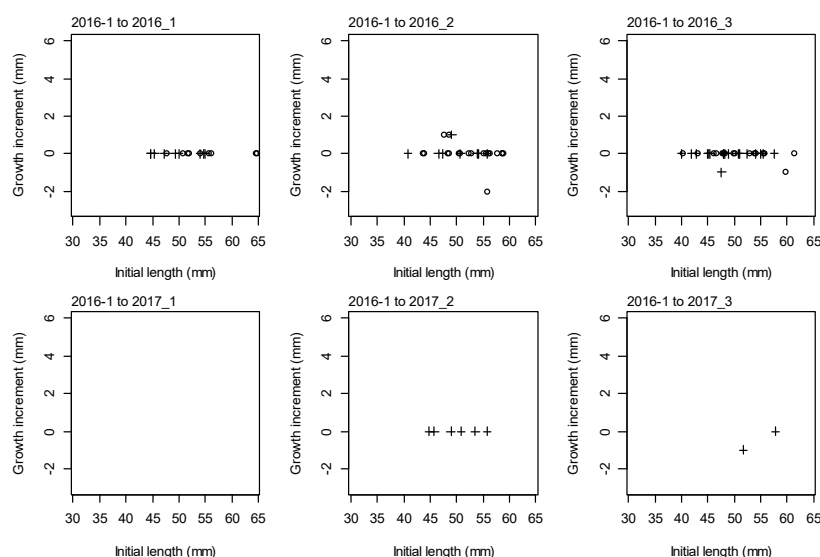 2016-1 to 2016_1
2016-1 to 2016_2
2016-1 to 2016_3
Growth increment (mm)
6
4
2
0
-2
30 35 40 45 50 55 60 65
Initial length (mm)
Growth increment (mm)
6
4
2
0
-2
30 35 40 45 50 55 60 65
Initial length (mm)
Growth increment (mm)
6
4
2
0
-2
30 35 40 45 50 55 60 65
Initial length (mm)
2016-1 to 2017_1
2016-1 to 2017_2
2016-1 to 2017_3
Growth increment (mm)
6
4
2
0
-2
30 35 40 45 50 55 60 65
Initial length (mm)
Growth increment (mm)
6
4
2
0
-2
30 35 40 45 50 55 60 65
Initial length (mm)
Growth increment (mm)
6
4
2
0
-2
30 35 40 45 50 55 60 65
Initial length (mm)